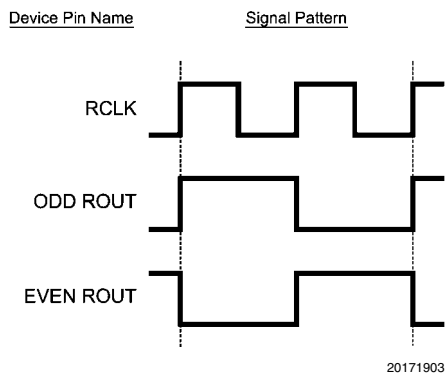 Device Pin Name Signal Pattern
RCLK
ODD ROUT
EVEN ROUT
20171903